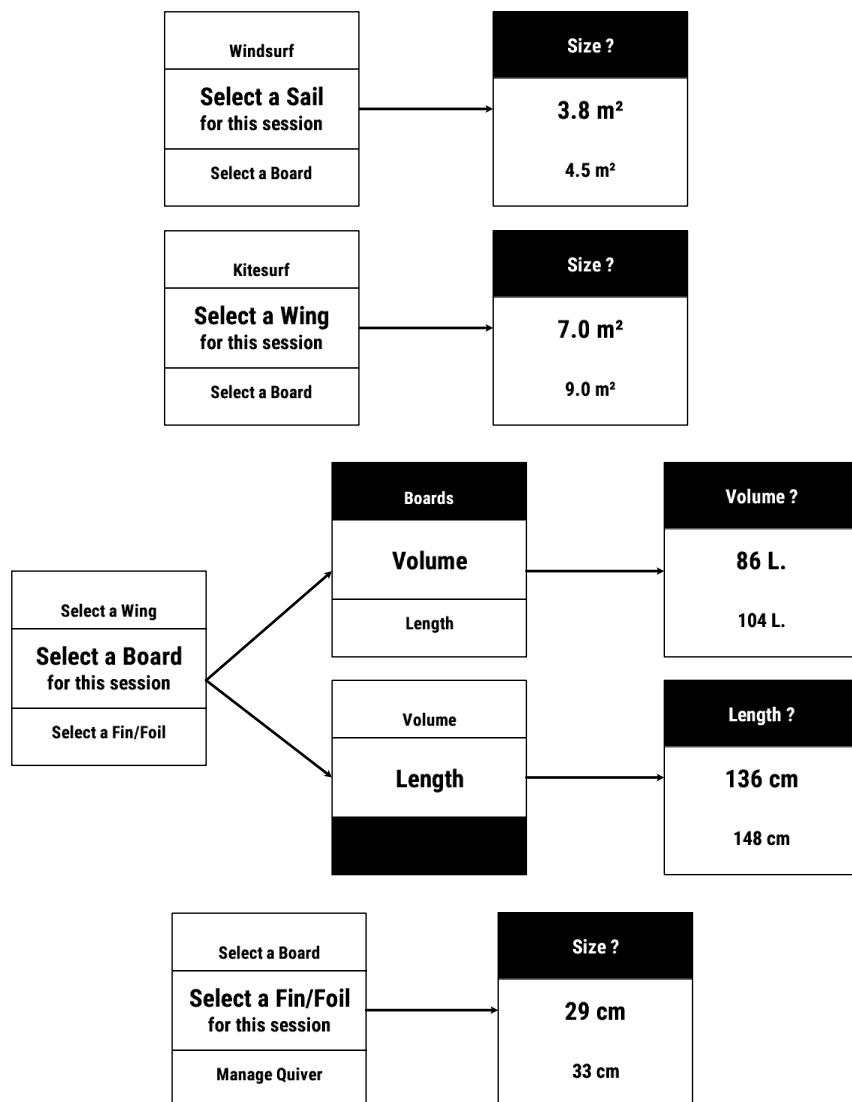 Windsurf
Select a Sail
for this session
Select a Board
Size ?
3.8 m²
4.5 m²
Kitesurf
Select a Wing
for this session
Select a Board
Size ?
7.0 m²
9.0 m²
Select a Wing
Select a Board
for this session
Select a Fin/Foil
Boards
Volume
Length
Volume ?
86 L.
104 L.
Volume
Length
Length ?
136 cm
148 cm
Select a Board
Select a Fin/Foil
for this session
Manage Quiver
Size ?
29 cm
33 cm